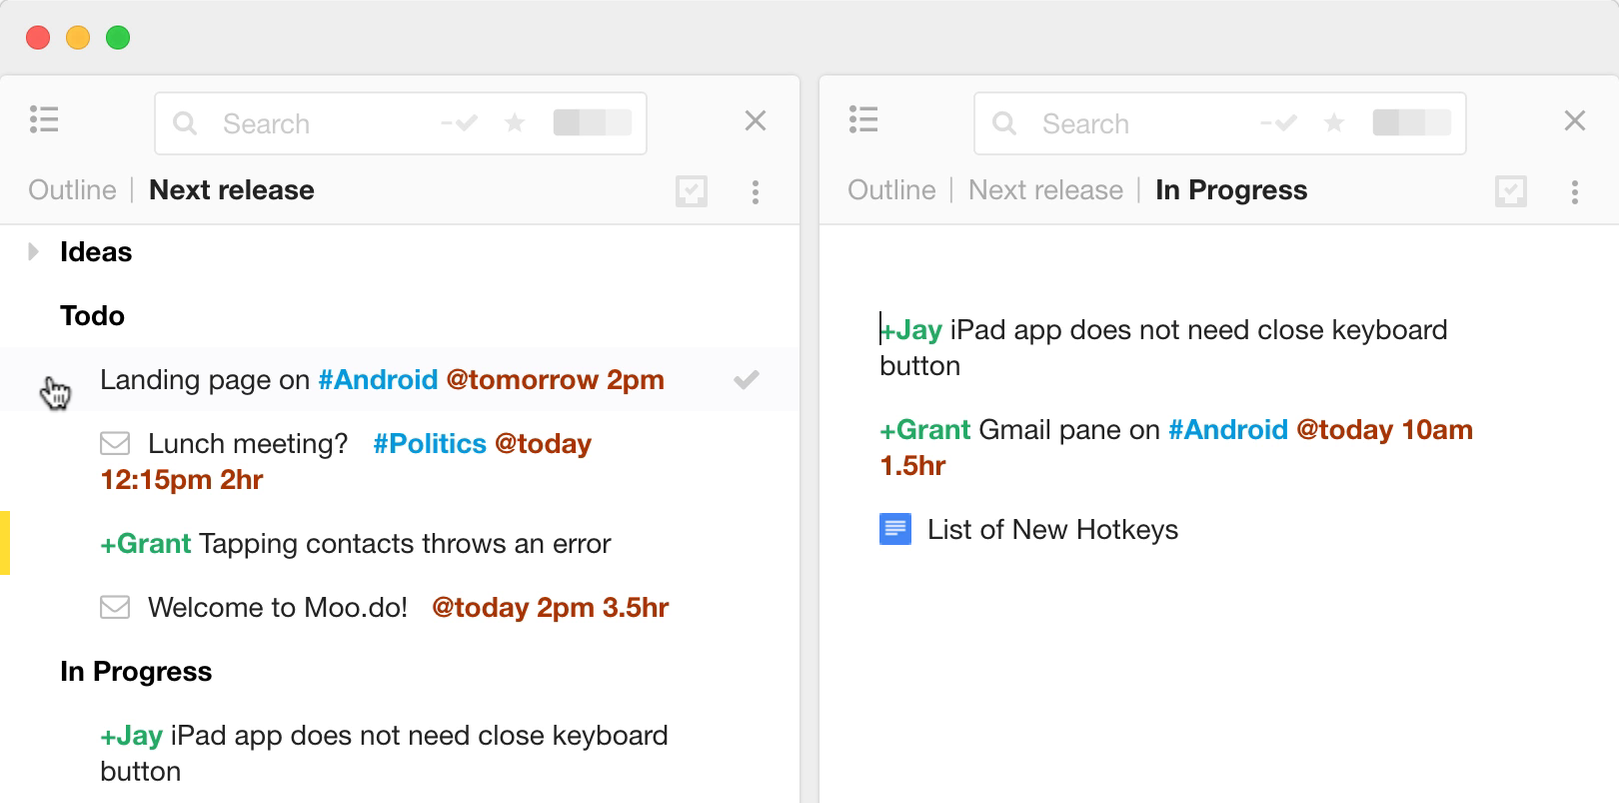 Search
Outline | Next release
Ideas
Todo
Landing page on #Android @tomorrow 2pm
Lunch meeting? #Politics @today
12:15pm 2hr
+Grant Tapping contacts throws an error
Welcome to Moo.do! @today 2pm 3.5hr
In Progress
+Jay iPad app does not need close keyboard
button
Search
Outline | Next release | In Progress
+Jay iPad app does not need close keyboard
button
+Grant Gmail pane on #Android @today 10am
1.5hr
List of New Hotkeys